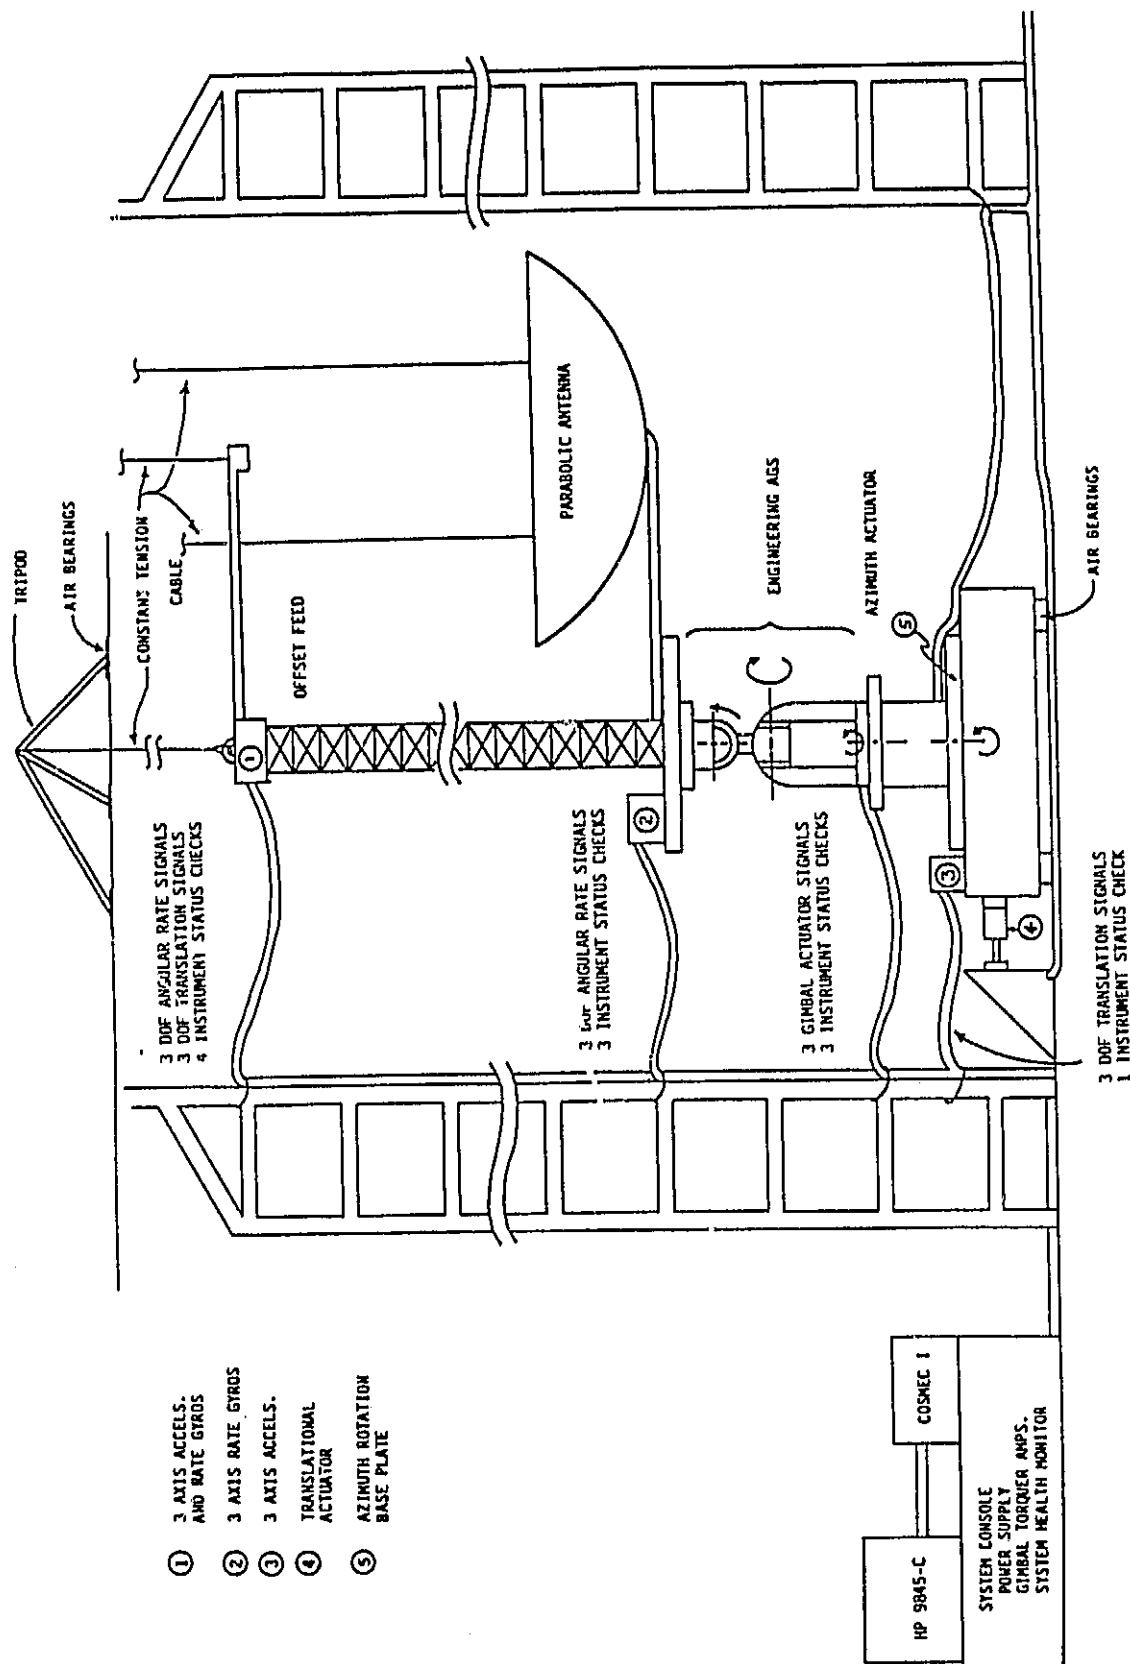 TRIPOD
AIR BEARINGS
CONSTANT TENSION
CABLE
3 DOF ANGULAR RATE SIGNALS
3 DOF TRANSLATION SIGNALS
4 INSTRUMENT STATUS CHECKS
1
OFFSET FEED
PARABOLIC ANTENNA
3 DOF ANGULAR RATE SIGNALS
3 INSTRUMENT STATUS CHECKS
2
ENGINEERING AGS
3 GIMBAL ACTUATOR SIGNALS
3 INSTRUMENT STATUS CHECKS
AZIMUTH ACTUATOR
5
3
4
AIR BEARINGS
3 DOF TRANSLATION SIGNALS
1 INSTRUMENT STATUS CHECK
1 3 AXIS ACCELS.
AND RATE GYROS
2 3 AXIS RATE GYROS
3 3 AXIS ACCELS.
4 TRANSLATIONAL
ACTUATOR
5 AZIMUTH ROTATION
BASE PLATE
HP 9845-C
COSMEC I
SYSTEM CONSOLE
POWER SUPPLY
GIMBAL TORQUER AMPS.
SYSTEM HEALTH MONITOR